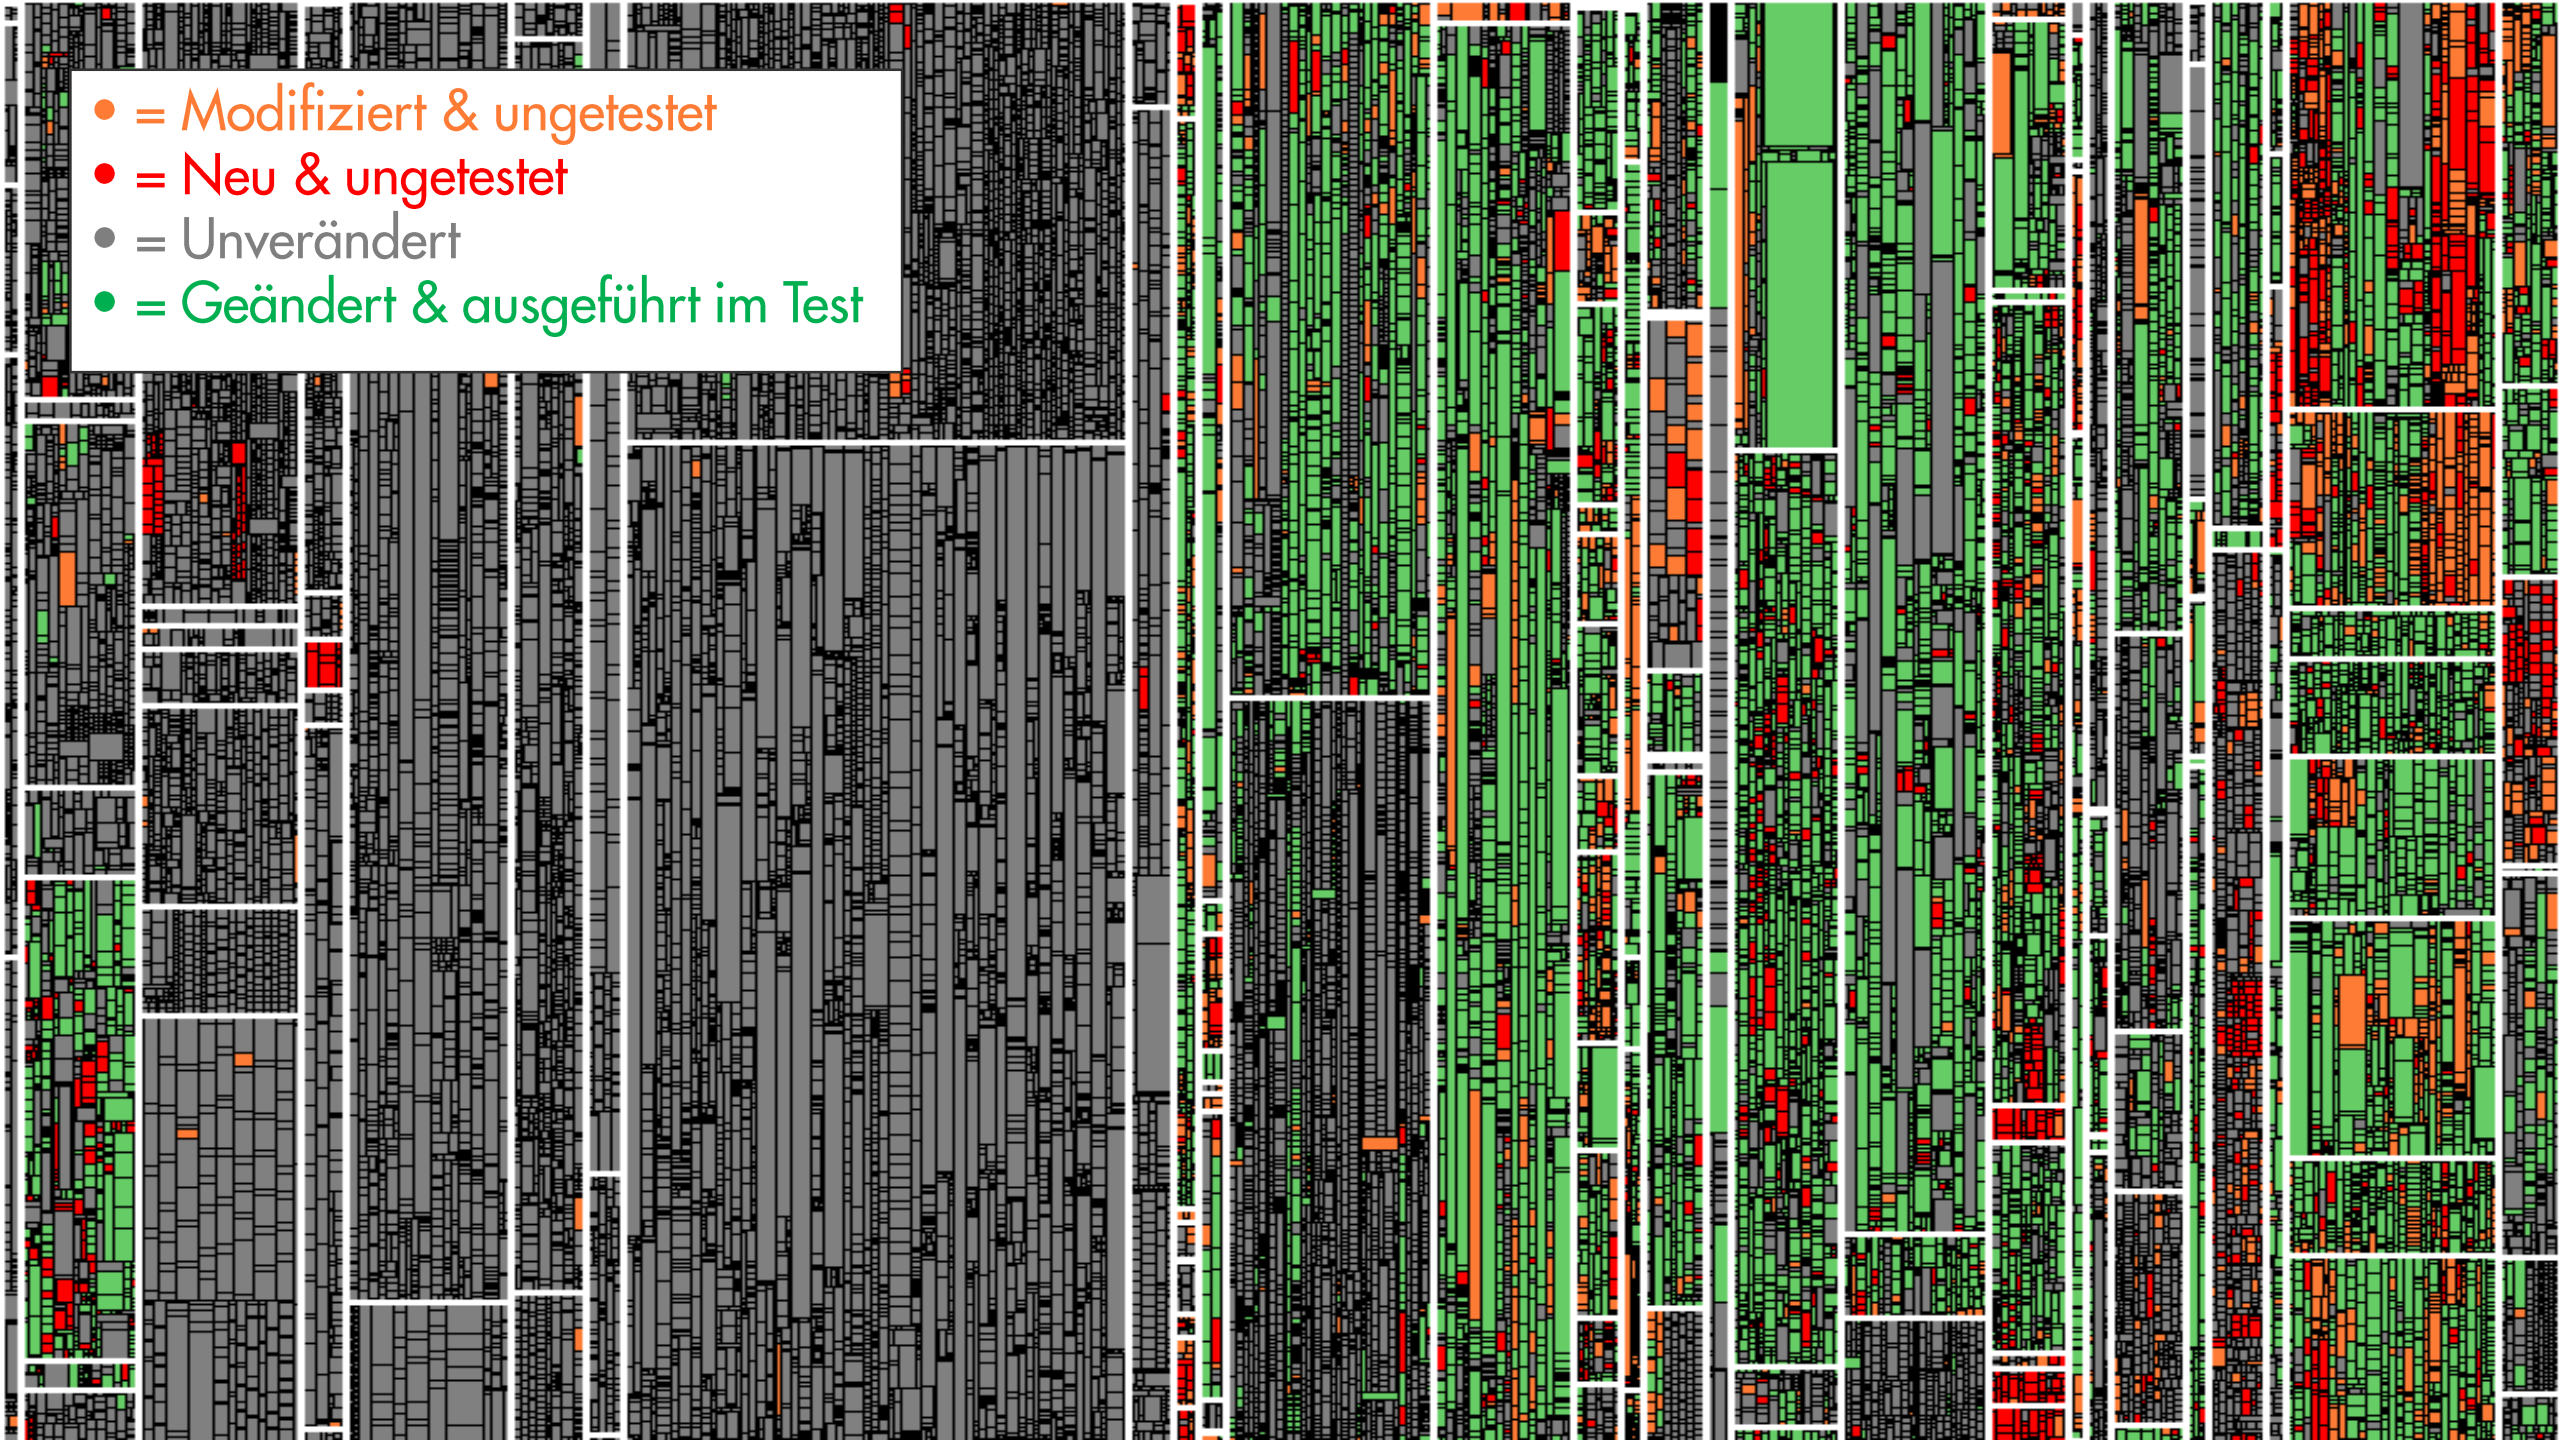 • = Modifiziert & ungetestet
• = Neu & ungetestet
• = Unverändert
• = Geändert & ausgeführt im Test